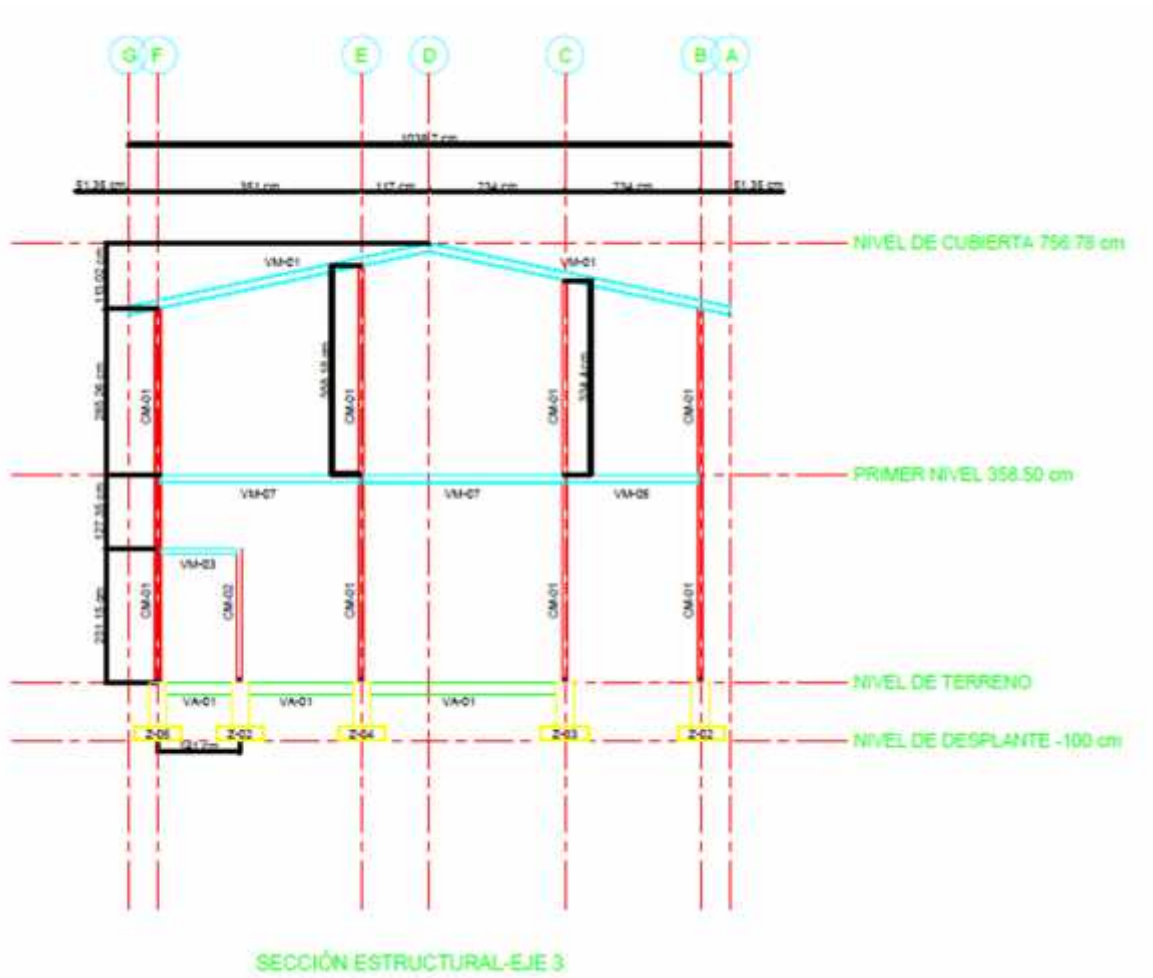 G F E D C B A
1038.7 cm
51.35 cm 351 cm 117 cm 234 cm 234 cm 51.35 cm
NIVEL DE CUBIERTA 756.78 cm
VM-01 VM-01
CM-01 CM-01 CM-01 CM-01
PRIMER NIVEL 358.50 cm
VM-07 VM-07
VM-03
CM-01 CM-02 CM-01 CM-01 CM-01
NIVEL DE TERRENO
VA-01 VA-01 VA-01
Z-02 Z-04 Z-03 Z-02
NIVEL DE DESPLANTE -100 cm
SECCIÓN ESTRUCTURAL-EJE 3